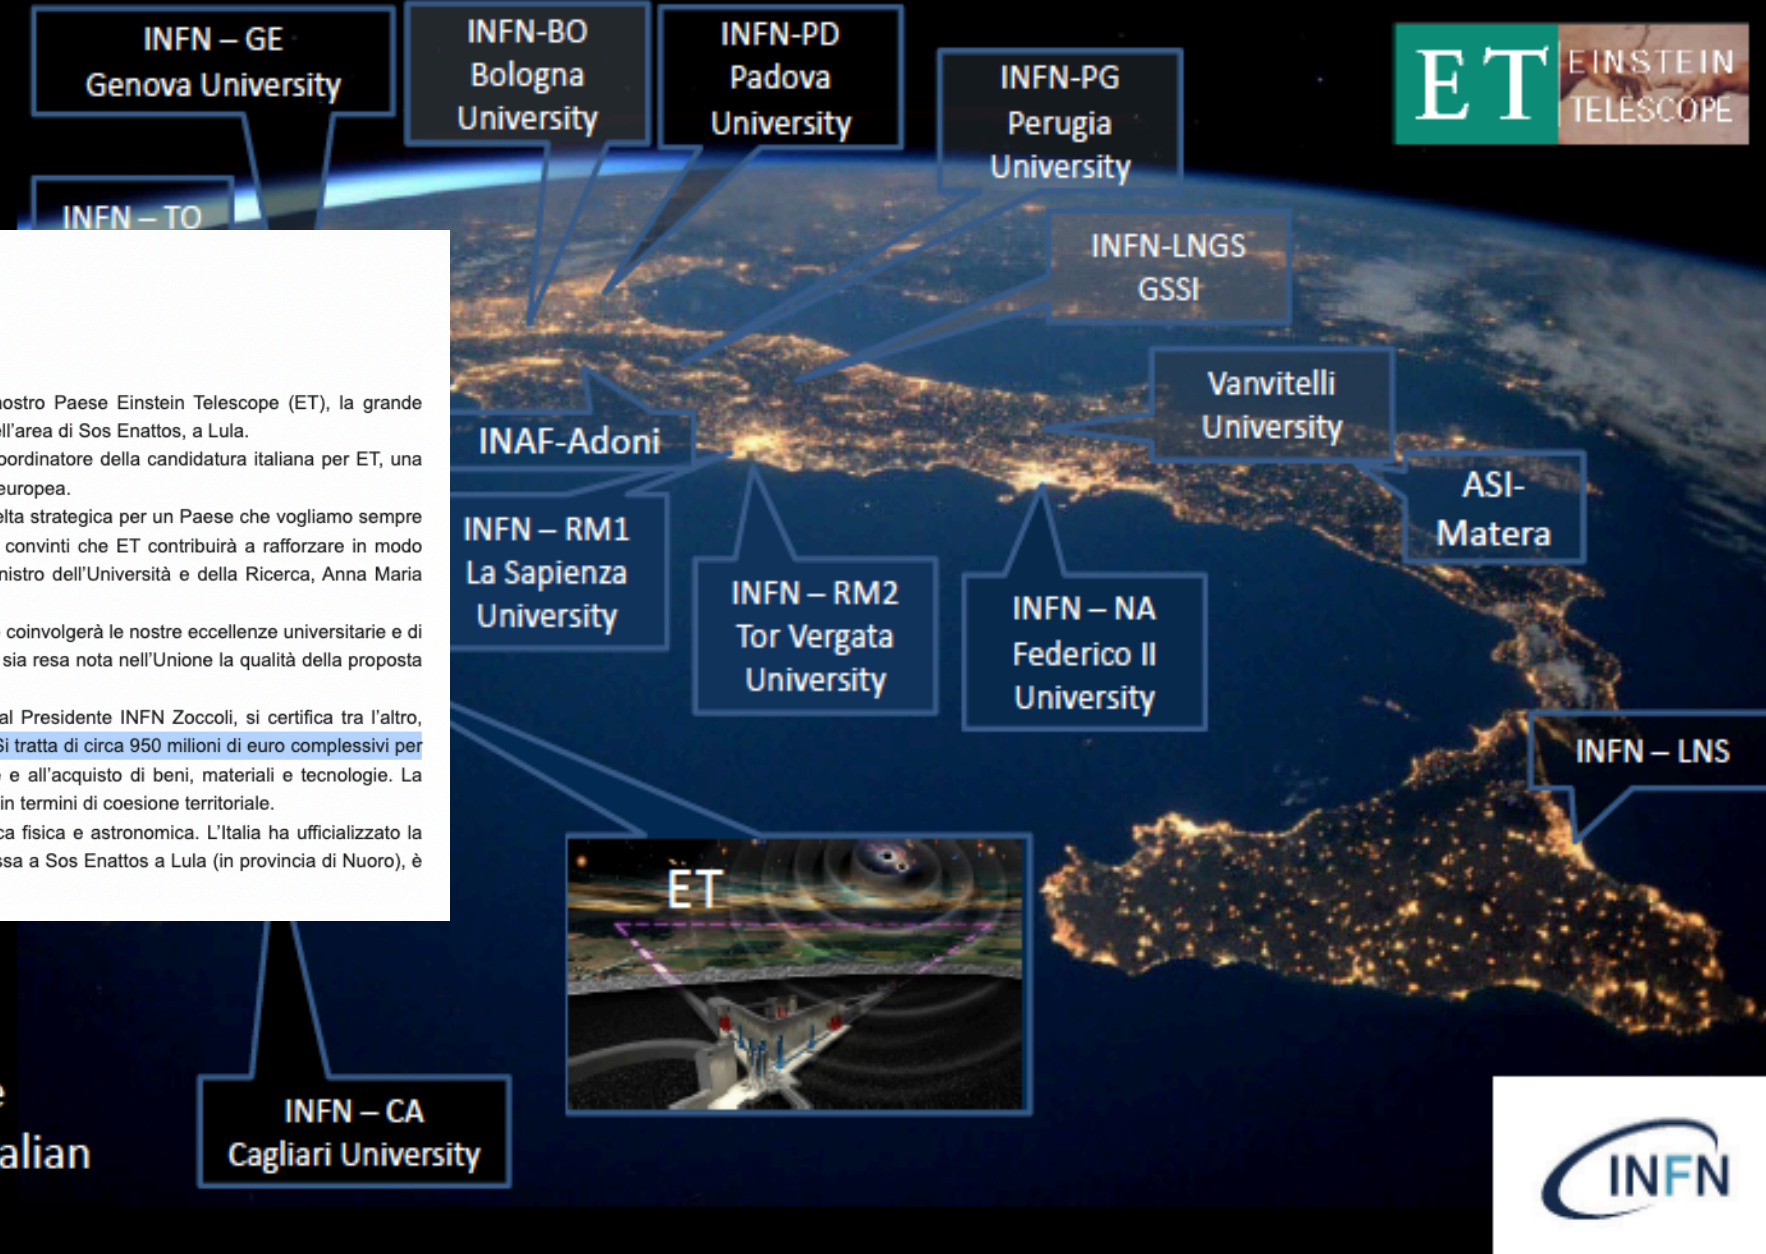 INFN – GE
Genova University
INFN-BO
Bologna
University
INFN-PD
Padova
University
INFN-PG
Perugia
University
ET EINSTEIN
TELESCOPE
INFN – TO
INFN-LNGS
GSSI
Vanvitelli
University
INAF-Adoni
ASI-
Matera
INFN – RM1
La Sapienza
University
INFN – RM2
Tor Vergata
University
INFN – NA
Federico II
University
INFN – LNS
nostro Paese Einstein Telescope (ET), la grande
ell’area di Sos Enattos, a Lula.
oordinatore della candidatura italiana per ET, una
europea.
elta strategica per un Paese che vogliamo sempre
convinti che ET contribuirà a rafforzare in modo
nistro dell’Università e della Ricerca, Anna Maria
coinvolgerà le nostre eccellenze universitarie e di
sia resa nota nell’Unione la qualità della proposta
al Presidente INFN Zoccoli, si certifica tra l’altro,
Si tratta di circa 950 milioni di euro complessivi per
e e all’acquisto di beni, materiali e tecnologie. La
in termini di coesione territoriale.
ca fisica e astronomica. L’Italia ha ufficializzato la
ssa a Sos Enattos a Lula (in provincia di Nuoro), è
ET
e
alian
INFN – CA
Cagliari University
INFN